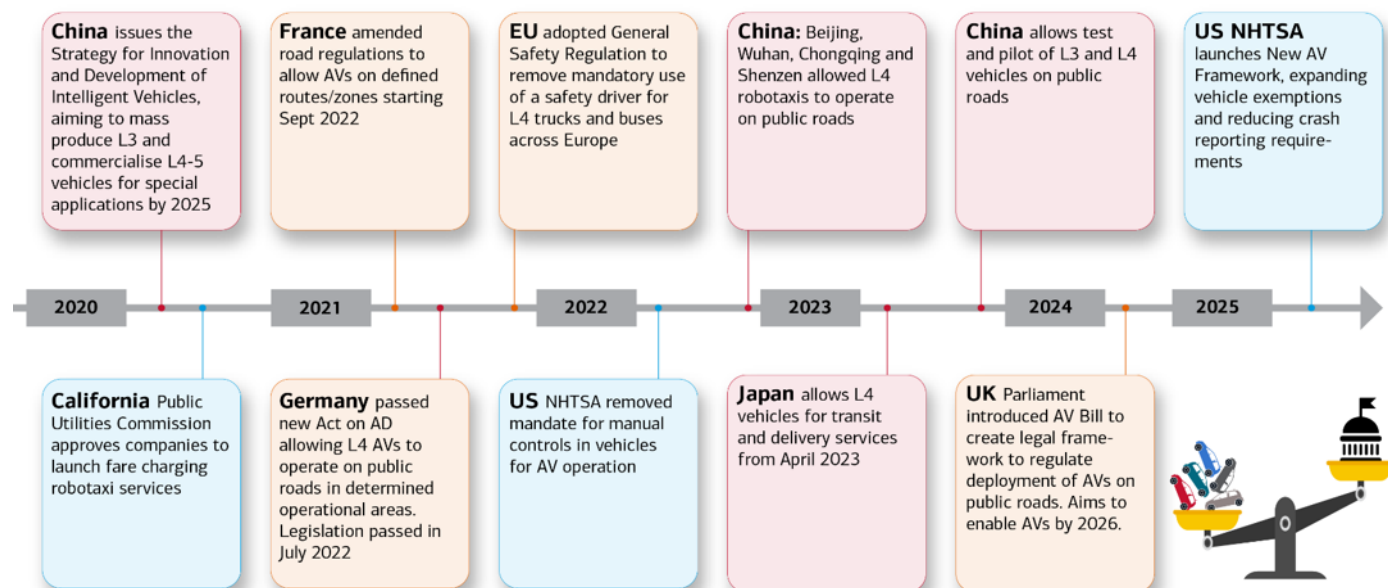 China issues the
Strategy for Innovation
and Development of
Intelligent Vehicles,
aiming to mass
produce L3 and
commercialise L4-5
vehicles for special
applications by 2025
France amended
road regulations to
allow AVs on defined
routes/zones starting
Sept 2022
EU adopted General
Safety Regulation to
remove mandatory use
of a safety driver for
L4 trucks and buses
across Europe
China: Beijing,
Wuhan, Chongqing and
Shenzen allowed L4
robotaxis to operate
on public roads
China allows test
and pilot of L3 and L4
vehicles on public
roads
US NHTSA
launches New AV
Framework, expanding
vehicle exemptions
and reducing crash
reporting require-
ments
2020
2021
2022
2023
2024
2025
California Public
Utilities Commission
approves companies to
launch fare charging
robotaxi services
Germany passed
new Act on AD
allowing L4 AVs to
operate on public
roads in determined
operational areas.
Legislation passed in
July 2022
US NHTSA removed
mandate for manual
controls in vehicles
for AV operation
Japan allows L4
vehicles for transit
and delivery services
from April 2023
UK Parliament
introduced AV Bill to
create legal frame-
work to regulate
deployment of AVs on
public roads. Aims to
enable AVs by 2026.